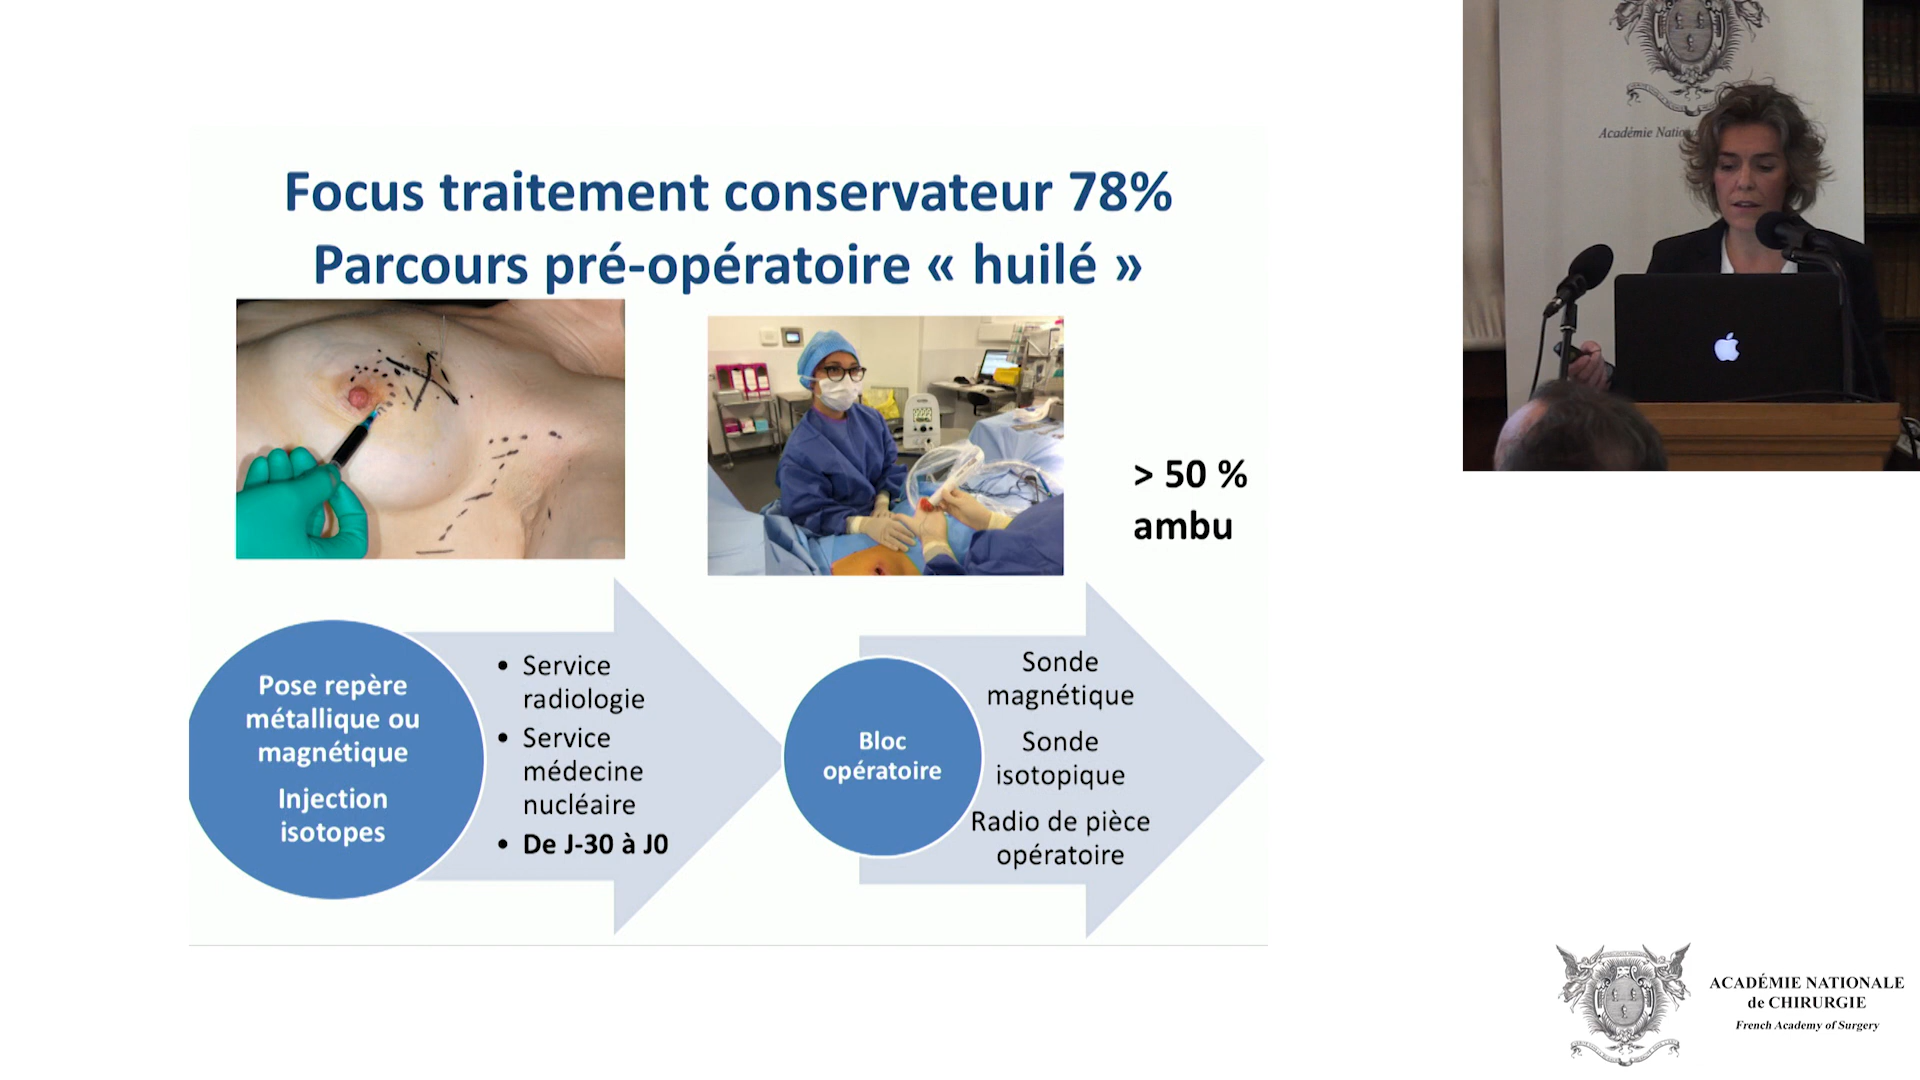 Focus traitement conservateur 78%
Parcours pré-opératoire « huilé »
> 50 %
ambu
Pose repère
métallique ou
magnétique
Injection
isotopes
• Service
radiologie
• Service
médecine
nucléaire
• De J-30 à J0
Bloc
opératoire
Sonde
magnétique
Sonde
isotopique
Radio de pièce
opératoire
Académie Natio
ACADÉMIE NATIONALE
de CHIRURGIE
French Academy of Surgery